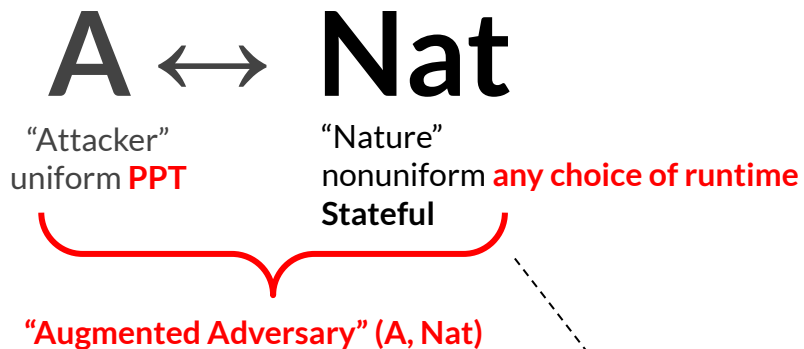 A ↔ Nat
“Attacker”
uniform PPT
“Nature”
nonuniform any choice of runtime
Stateful
“Augmented Adversary” (A, Nat)